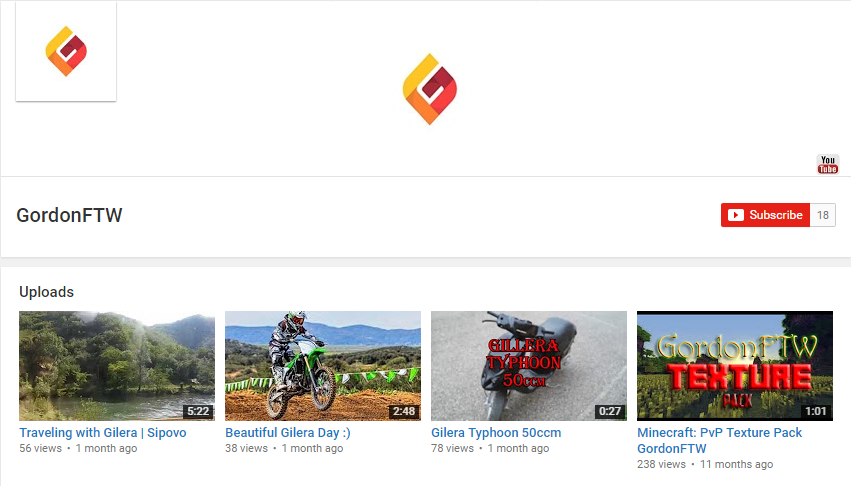 You
Tube
GordonFTW
Subscribe 18
Uploads
5:22
2:48
GILLERA
TYPHOON
50CCM
0:27
GordonFTW
TEXTURE
PACK
1:01
Traveling with Gilera | Sipovo
56 views • 1 month ago
Beautiful Gilera Day :)
38 views • 1 month ago
Gilera Typhoon 50ccm
78 views • 1 month ago
Minecraft: PvP Texture Pack
GordonFTW
238 views • 11 months ago